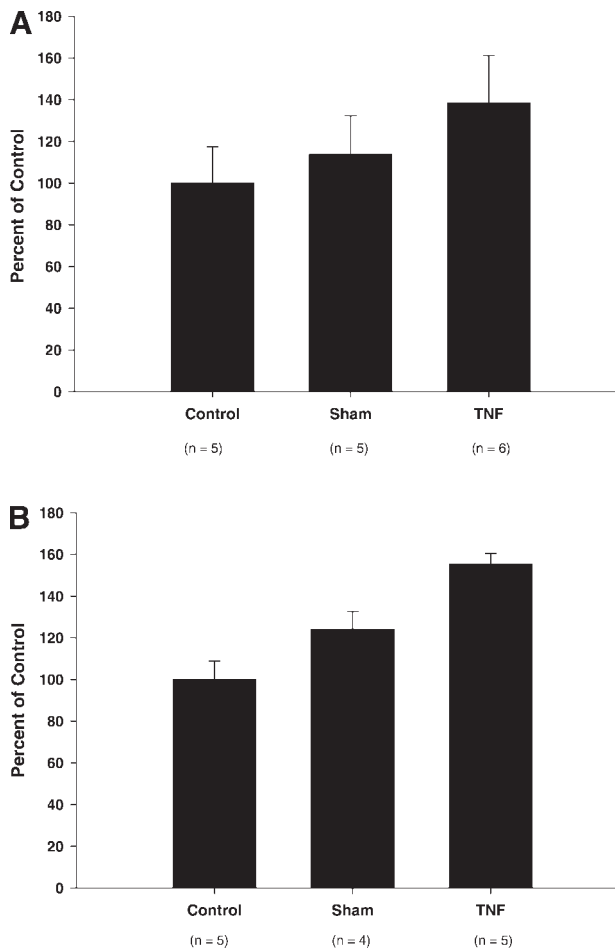 A
180
160
140
120
100
80
60
40
20
0
Percent of Control
Control Sham TNF
(n = 5) (n = 5) (n = 6)
B
180
160
140
120
100
80
60
40
20
0
Percent of Control
Control Sham TNF
(n = 5) (n = 4) (n = 5)